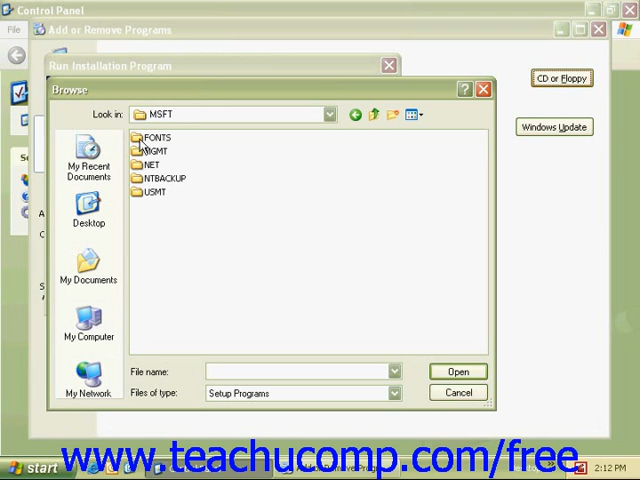 Control Panel
File
Add or Remove Programs
Run Installation Program
CD or Floppy
Browse
Look in: MSFT
Windows Update
FONTS
MGMT
My Recent
Documents
NET
NTBACKUP
USMT
Desktop
My Documents
My Computer
File name:
Open
My Network
Files of type: Setup Programs
Cancel
www.teachucomp.com/free
start
2:12 PM